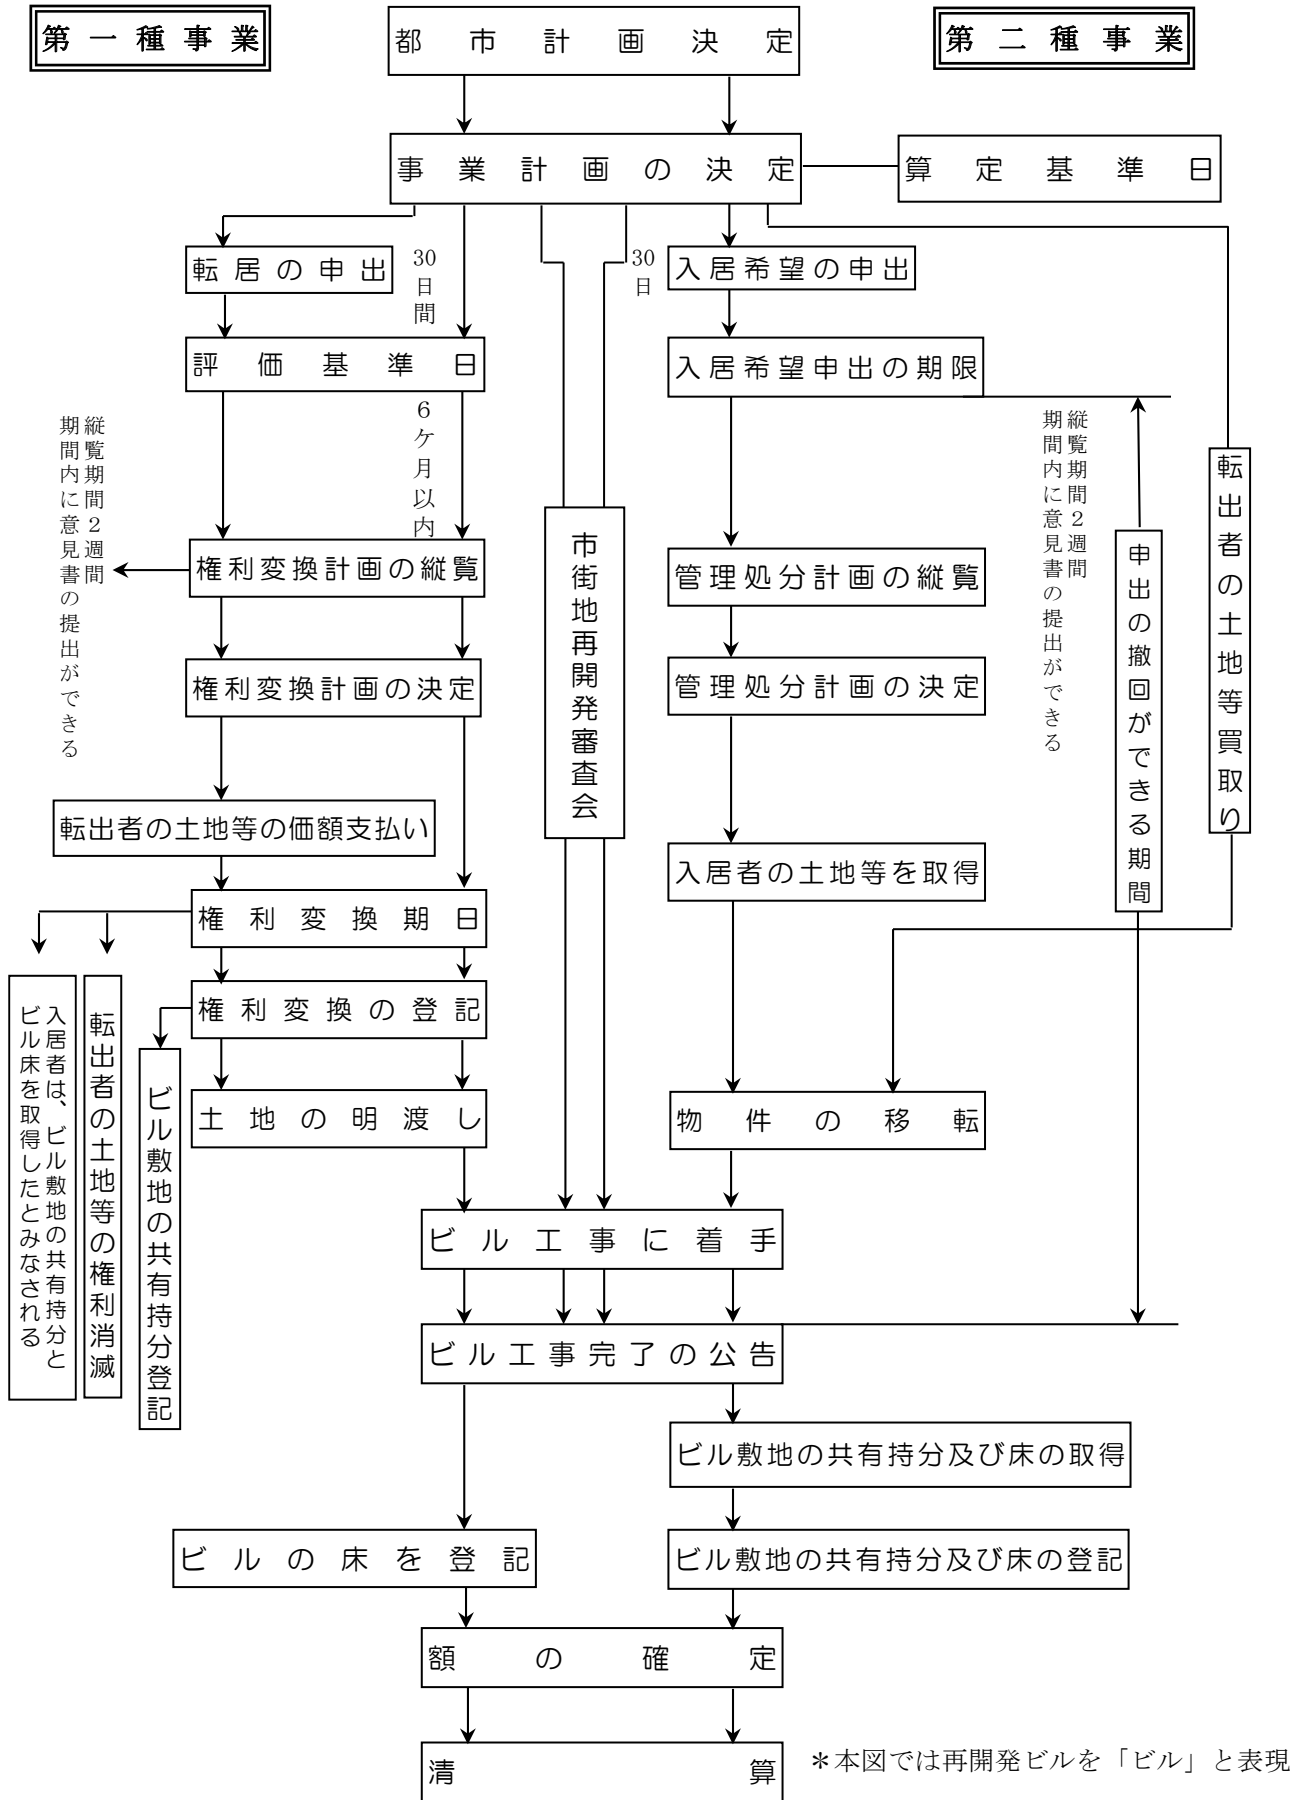 第一種事業
都市計画決定
第二種事業
事業計画の決定
算定基準日
転居の申出
30日間
30日
入居希望の申出
評価基準日
入居希望申出の期限
6ケ月以内
縦覧期間2週間
期間内に意見書の提出ができる
縦覧期間2週間
期間内に意見書の提出ができる
転出者の土地等買取り
申出の撤回ができる期間
市街地再開発審査会
権利変換計画の縦覧
管理処分計画の縦覧
権利変換計画の決定
管理処分計画の決定
転出者の土地等の価額支払い
入居者の土地等を取得
権利変換期日
権利変換の登記
入居者は、ビル敷地の共有持分と
ビル床を取得したとみなされる
転出者の土地等の権利消滅
ビル敷地の共有持分登記
土地の明渡し
物件の移転
ビル工事に着手
ビル工事完了の公告
ビル敷地の共有持分及び床の取得
ビルの床を登記
ビル敷地の共有持分及び床の登記
額の確定
清算
＊本図では再開発ビルを「ビル」と表現